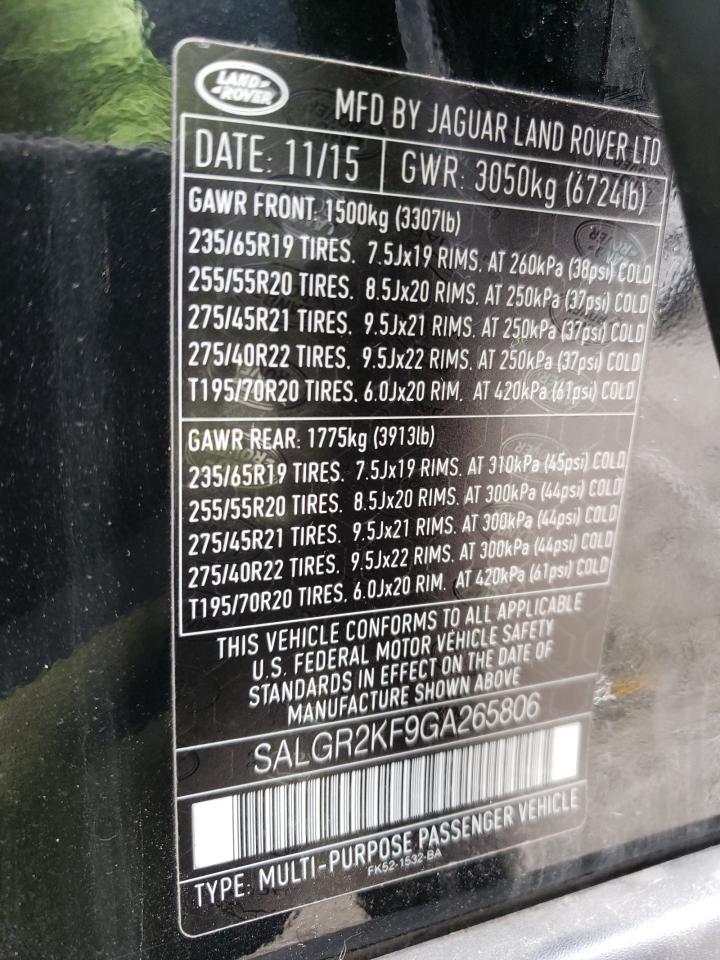 LAND
ROVER
MFD BY JAGUAR LAND ROVER LTD
DATE: 11/15 GWR: 3050kg (6724lb)
GAWR FRONT: 1500kg (3307lb)
235/65R19 TIRES. 7.5Jx19 RIMS. AT 260kPa (38psi) COLD
255/55R20 TIRES. 8.5Jx20 RIMS. AT 250kPa (37psi) COLD
275/45R21 TIRES. 9.5Jx21 RIMS. AT 250kPa (37psi) COLD
275/40R22 TIRES. 9.5Jx22 RIMS. AT 250kPa (37psi) COLD
T195/70R20 TIRES. 6.0Jx20 RIM. AT 420kPa (61psi) COLD
GAWR REAR: 1775kg (3913lb)
235/65R19 TIRES. 7.5Jx19 RIMS. AT 310kPa (45psi) COLD
255/55R20 TIRES. 8.5Jx20 RIMS. AT 300kPa (44psi) COLD
275/45R21 TIRES. 9.5Jx21 RIMS. AT 300kPa (44psi) COLD
275/40R22 TIRES. 9.5Jx22 RIMS. AT 300kPa (44psi) COLD
T195/70R20 TIRES. 6.0Jx20 RIM. AT 420kPa (61psi) COLD
THIS VEHICLE CONFORMS TO ALL APPLICABLE
U.S. FEDERAL MOTOR VEHICLE SAFETY
STANDARDS IN EFFECT ON THE DATE OF
MANUFACTURE SHOWN ABOVE
SALGR2KF9GA265806
TYPE: MULTI-PURPOSE PASSENGER VEHICLE
FK52-1532-BA